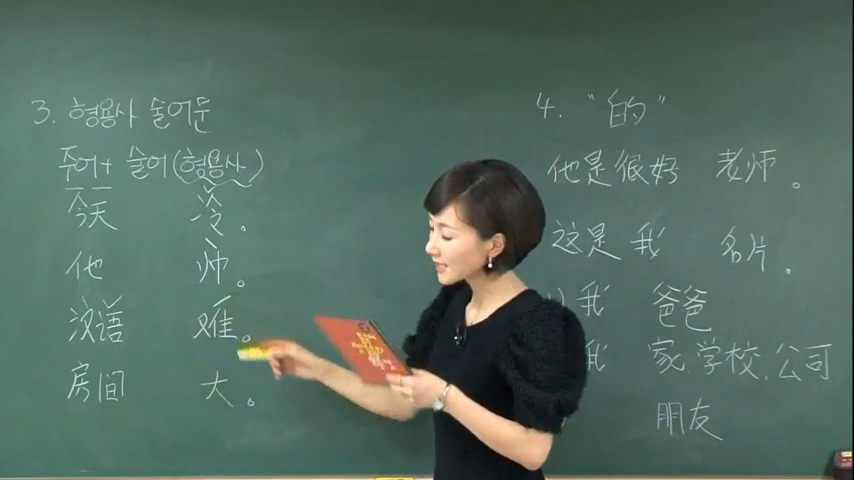 3. 형용사 술어문
주어+ 술어(형용사)
今天 冷.
他 帅。
汉语 难。
房间 大。
4. "的"
他是很好 老师。
这是 我 名片。
我 爸爸
我 家.学校.公司
朋友